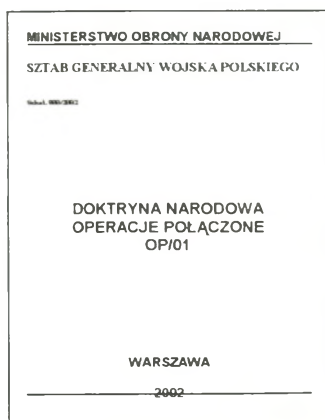 MINISTERSTWO OBRONY NARODOWEJ
SZTAB GENERALNY WOJSKA POLSKIEGO
DOKTRYNA NARODOWA
OPERACJE POŁĄCZONE
OP/01
WARSZAWA
2002